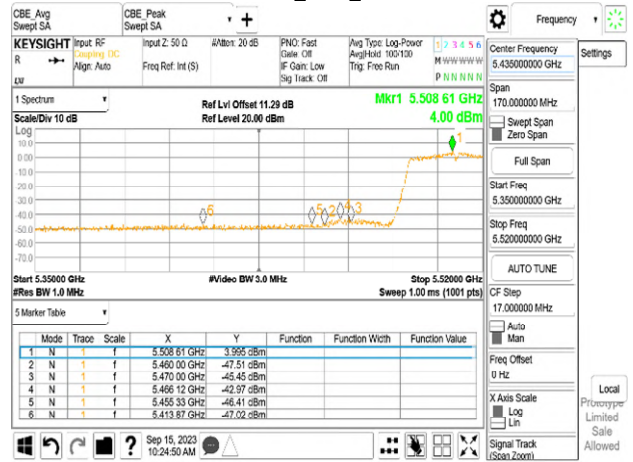 CBE_Avg
Swept SA
CBE_Peak
Swept SA
Frequency
KEYSIGHT
R
LW
Input: RF
Coupling: DC
Align: Auto
Input Z: 50 Ω
Freq Ref: Int (S)
#Atten: 20 dB
PNO: Fast
Gate: Off
IF Gain: Low
Sig Track: Off
Avg Type: Log-Power
Avg|Hold: 100/100
Trig: Free Run
1 2 3 4 5 6
M W W W W W
P N N N N N
Center Frequency
5.435000000 GHz
Settings
Span
170.000000 MHz
Swept Span
Zero Span
Full Span
Start Freq
5.350000000 GHz
Stop Freq
5.520000000 GHz
AUTO TUNE
CF Step
17.000000 MHz
Auto
Man
Freq Offset
0 Hz
X Axis Scale
Log
Lin
Signal Track
(Span Zoom)
Local
Prototype
Limited
Sale
Allowed
1 Spectrum
Scale/Div 10 dB
Ref Lvl Offset 11.29 dB
Ref Level 20.00 dBm
Mkr1 5.508 61 GHz
4.00 dBm
Log
10.0
0.00
-10.0
-20.0
-30.0
-40.0
-50.0
-60.0
-70.0
1
6
5
2
3
Start 5.35000 GHz
#Res BW 1.0 MHz
#Video BW 3.0 MHz
Stop 5.52000 GHz
Sweep 1.00 ms (1001 pts)
5 Marker Table
Mode Trace Scale X Y Function Function Width Function Value
1 N 1 f 5.508 61 GHz 3.995 dBm
2 N 1 f 5.460 00 GHz -47.51 dBm
3 N 1 f 5.470 00 GHz -45.45 dBm
4 N 1 f 5.466 12 GHz -42.97 dBm
5 N 1 f 5.455 33 GHz -46.41 dBm
6 N 1 f 5.413 87 GHz -47.02 dBm
?
Sep 15, 2023
10:24:50 AM